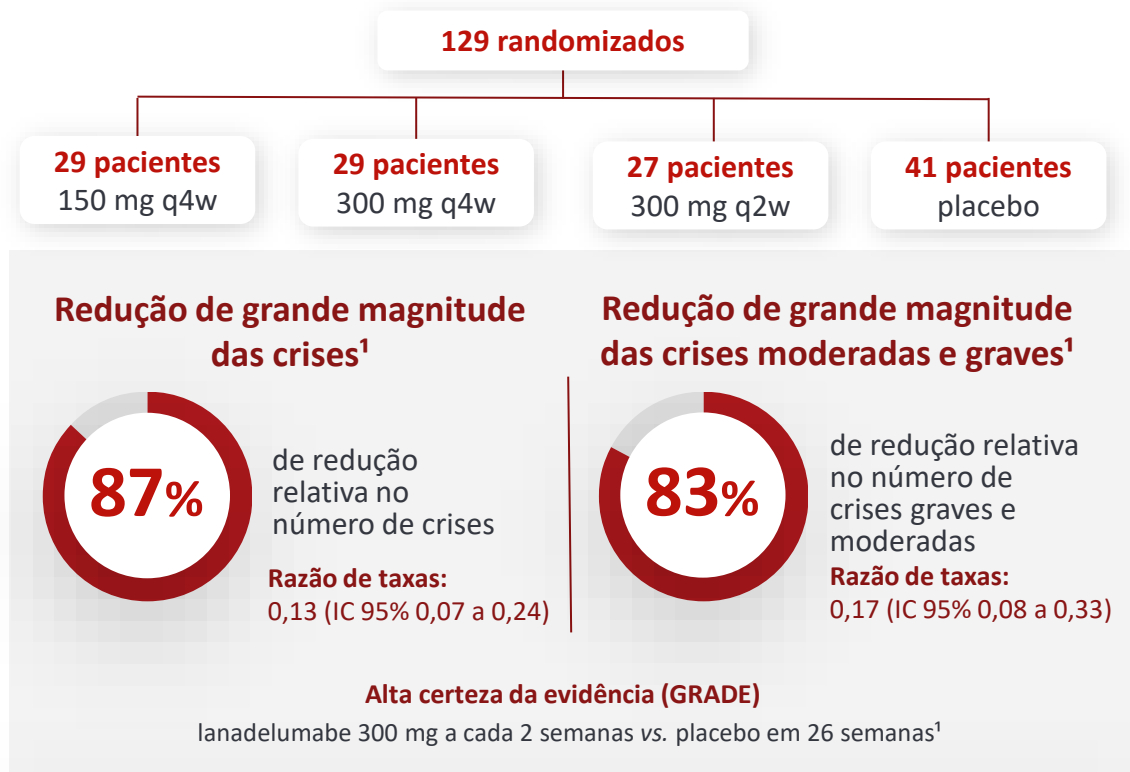 129 randomizados
29 pacientes
150 mg q4w
29 pacientes
300 mg q4w
27 pacientes
300 mg q2w
41 pacientes
placebo
Redução de grande magnitude
das crises¹
87%
de redução
relativa no
número de crises
Razão de taxas:
0,13 (IC 95% 0,07 a 0,24)
Redução de grande magnitude
das crises moderadas e graves¹
83%
de redução relativa
no número de
crises graves e
moderadas
Razão de taxas:
0,17 (IC 95% 0,08 a 0,33)
Alta certeza da evidência (GRADE)
lanadelumabe 300 mg a cada 2 semanas vs. placebo em 26 semanas¹